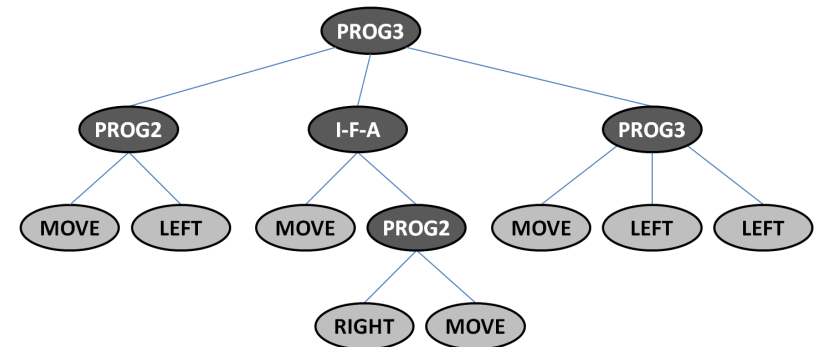 PROG3
PROG2 I-F-A PROG3
MOVE LEFT MOVE PROG2 MOVE LEFT LEFT
RIGHT MOVE